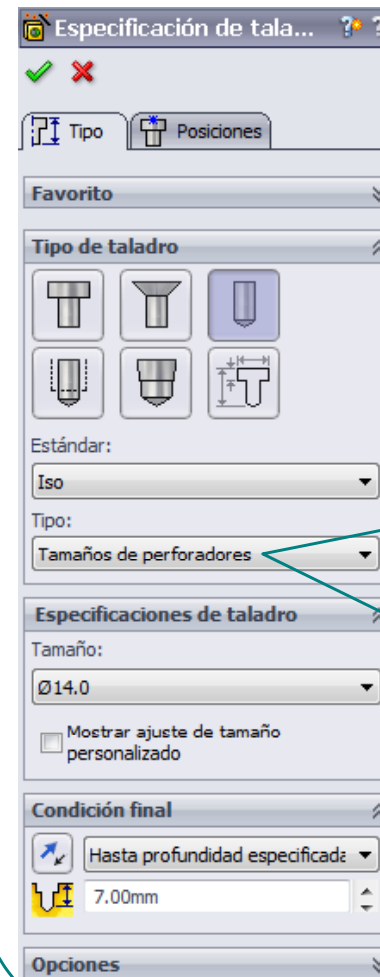 Especificación de tala...
Tipo
Posiciones
Favorito
Tipo de taladro
Estándar:
Iso
Tipo:
Tamaños de perforadores
Especificaciones de taladro
Tamaño:
Ø14.0
Mostrar ajuste de tamaño
personalizado
Condición final
Hasta profundidad especificada
7.00mm
Opciones